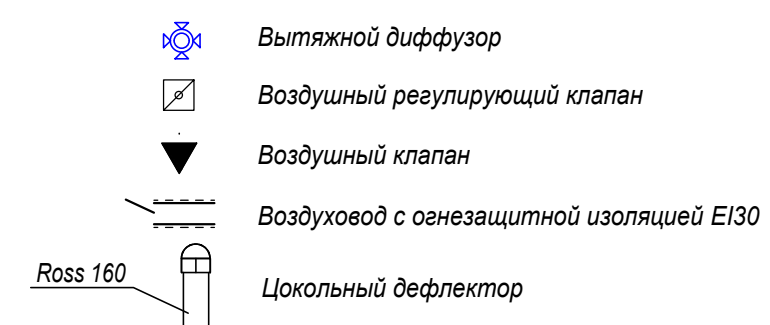 Вытяжной диффузор
Воздушный регулирующий клапан
Воздушный клапан
Воздуховод с огнезащитной изоляцией EI30
Ross 160
Цокольный дефлектор